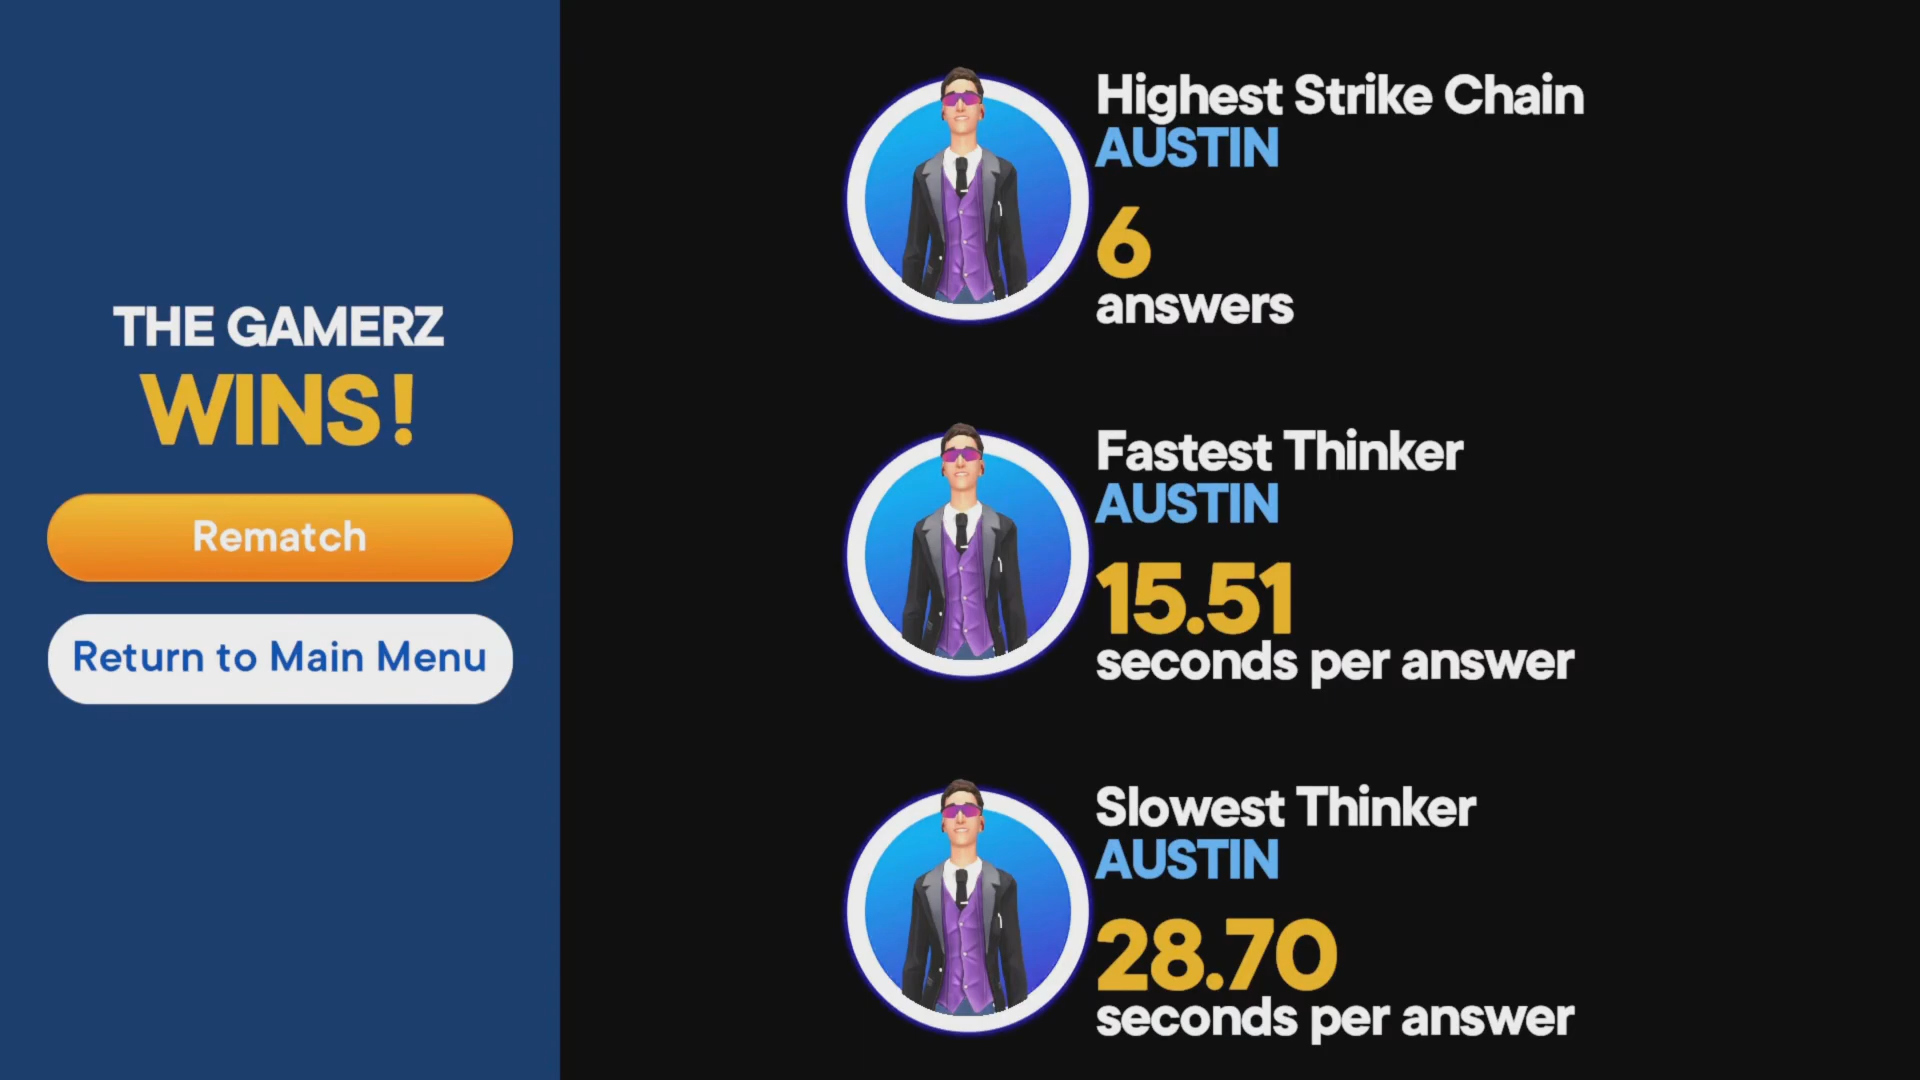 THE GAMERZ
WINS!
Rematch
Return to Main Menu
Highest Strike Chain
AUSTIN
6
answers
Fastest Thinker
AUSTIN
15.51
seconds per answer
Slowest Thinker
AUSTIN
28.70
seconds per answer